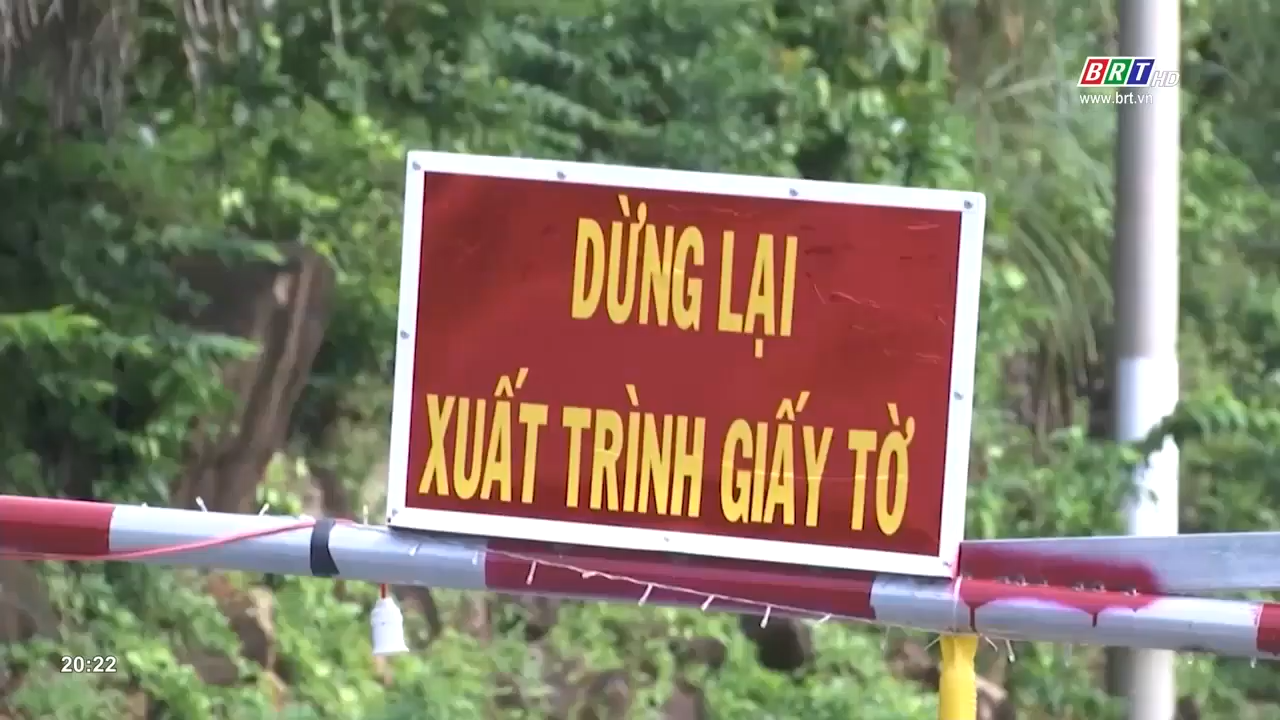 BRT HD
www.brt.vn
DỪNG LẠI
XUẤT TRÌNH GIẤY TỜ
20:22